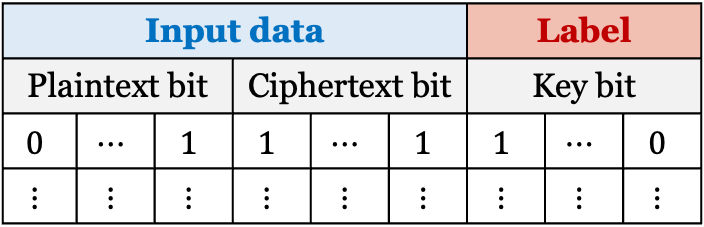 Input data Label
Plaintext bit Ciphertext bit Key bit
0 ⋯ 1 1 ⋯ 1 1 ⋯ 0
⋮ ⋮ ⋮ ⋮ ⋮ ⋮ ⋮ ⋮ ⋮